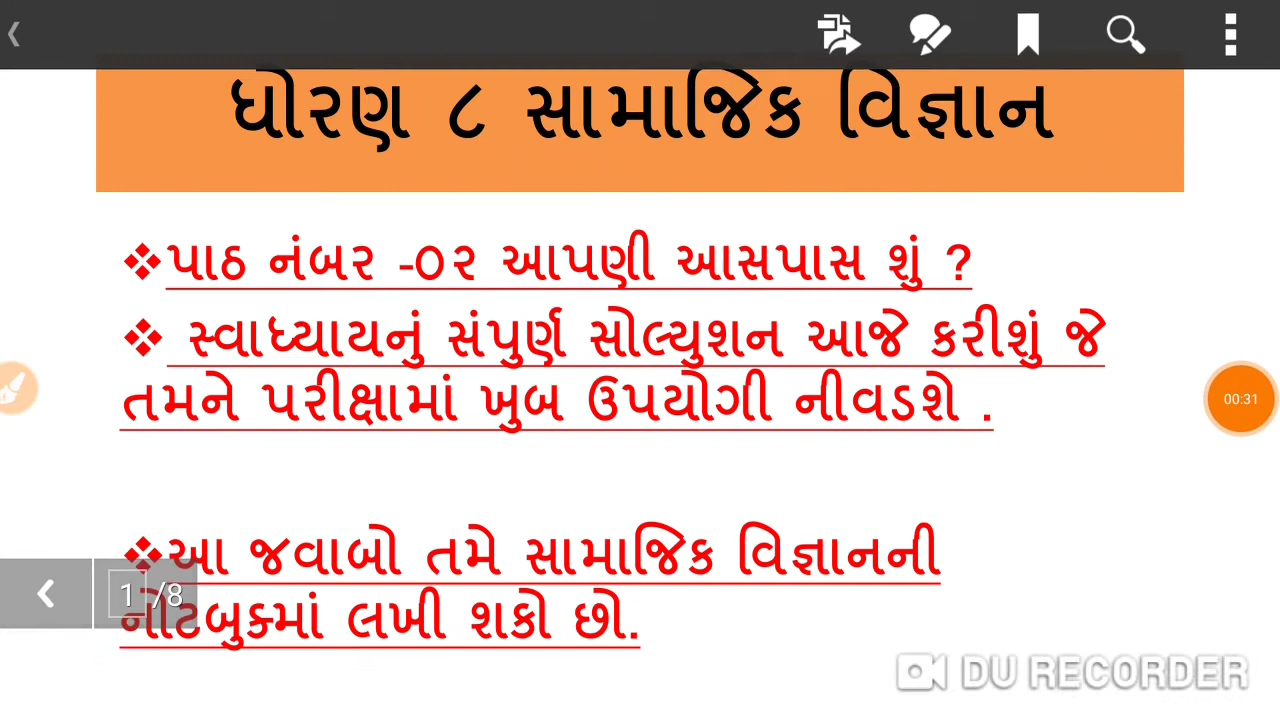 ધોરણ ૮ સામાજિક વિજ્ઞાન
❖પાઠ નંબર -૦૨ આપણી આસપાસ શું ?
❖ સ્વાધ્યાયનું સંપુર્ણ સોલ્યુશન આજે કરીશું જે
તમને પરીક્ષામાં ખુબ ઉપયોગી નીવડશે .
00:31
❖આ જવાબો તમે સામાજિક વિજ્ઞાનની
1 /8
નોટબુક્માં લખી શકો છો.
DU RECORDER